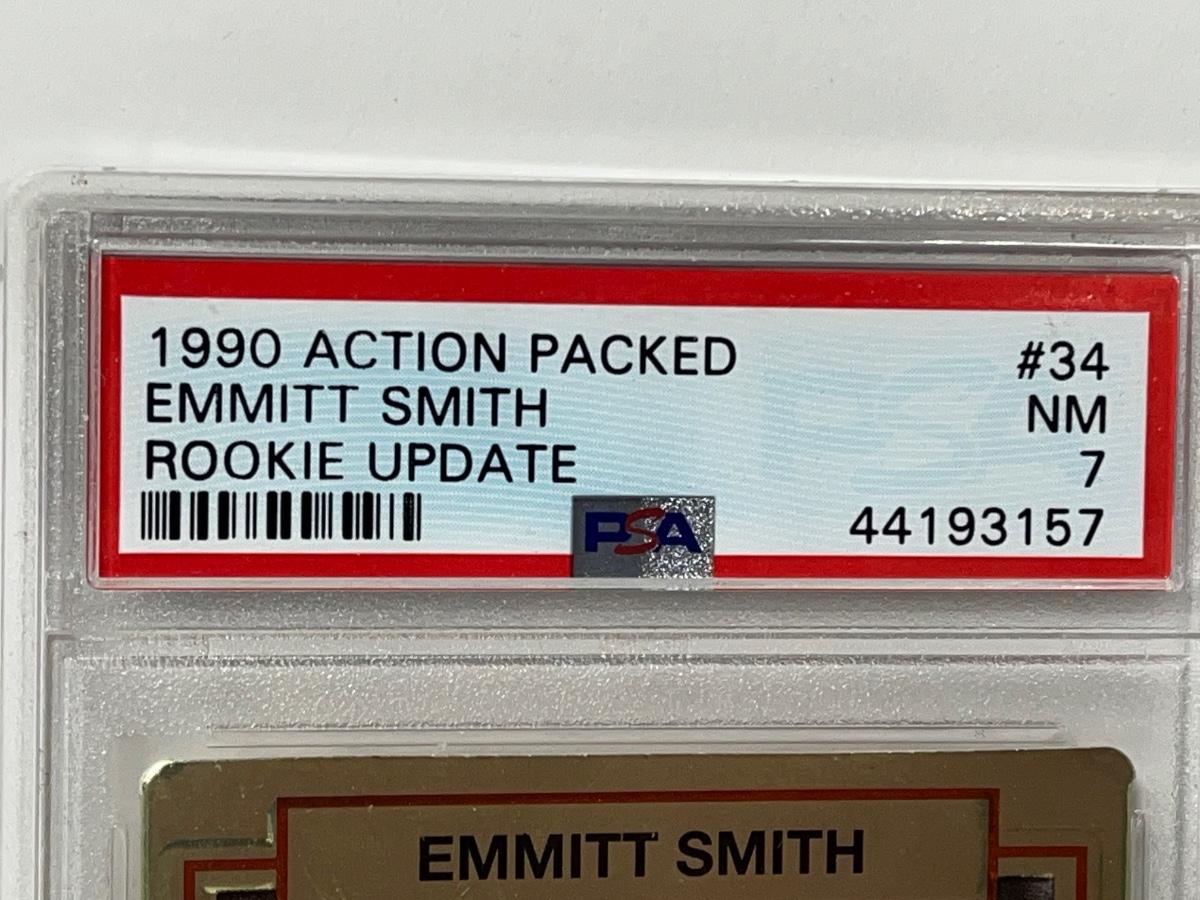 1990 ACTION PACKED #34
EMMITT SMITH NM
ROOKIE UPDATE 7
PSA 44193157
EMMITT SMITH